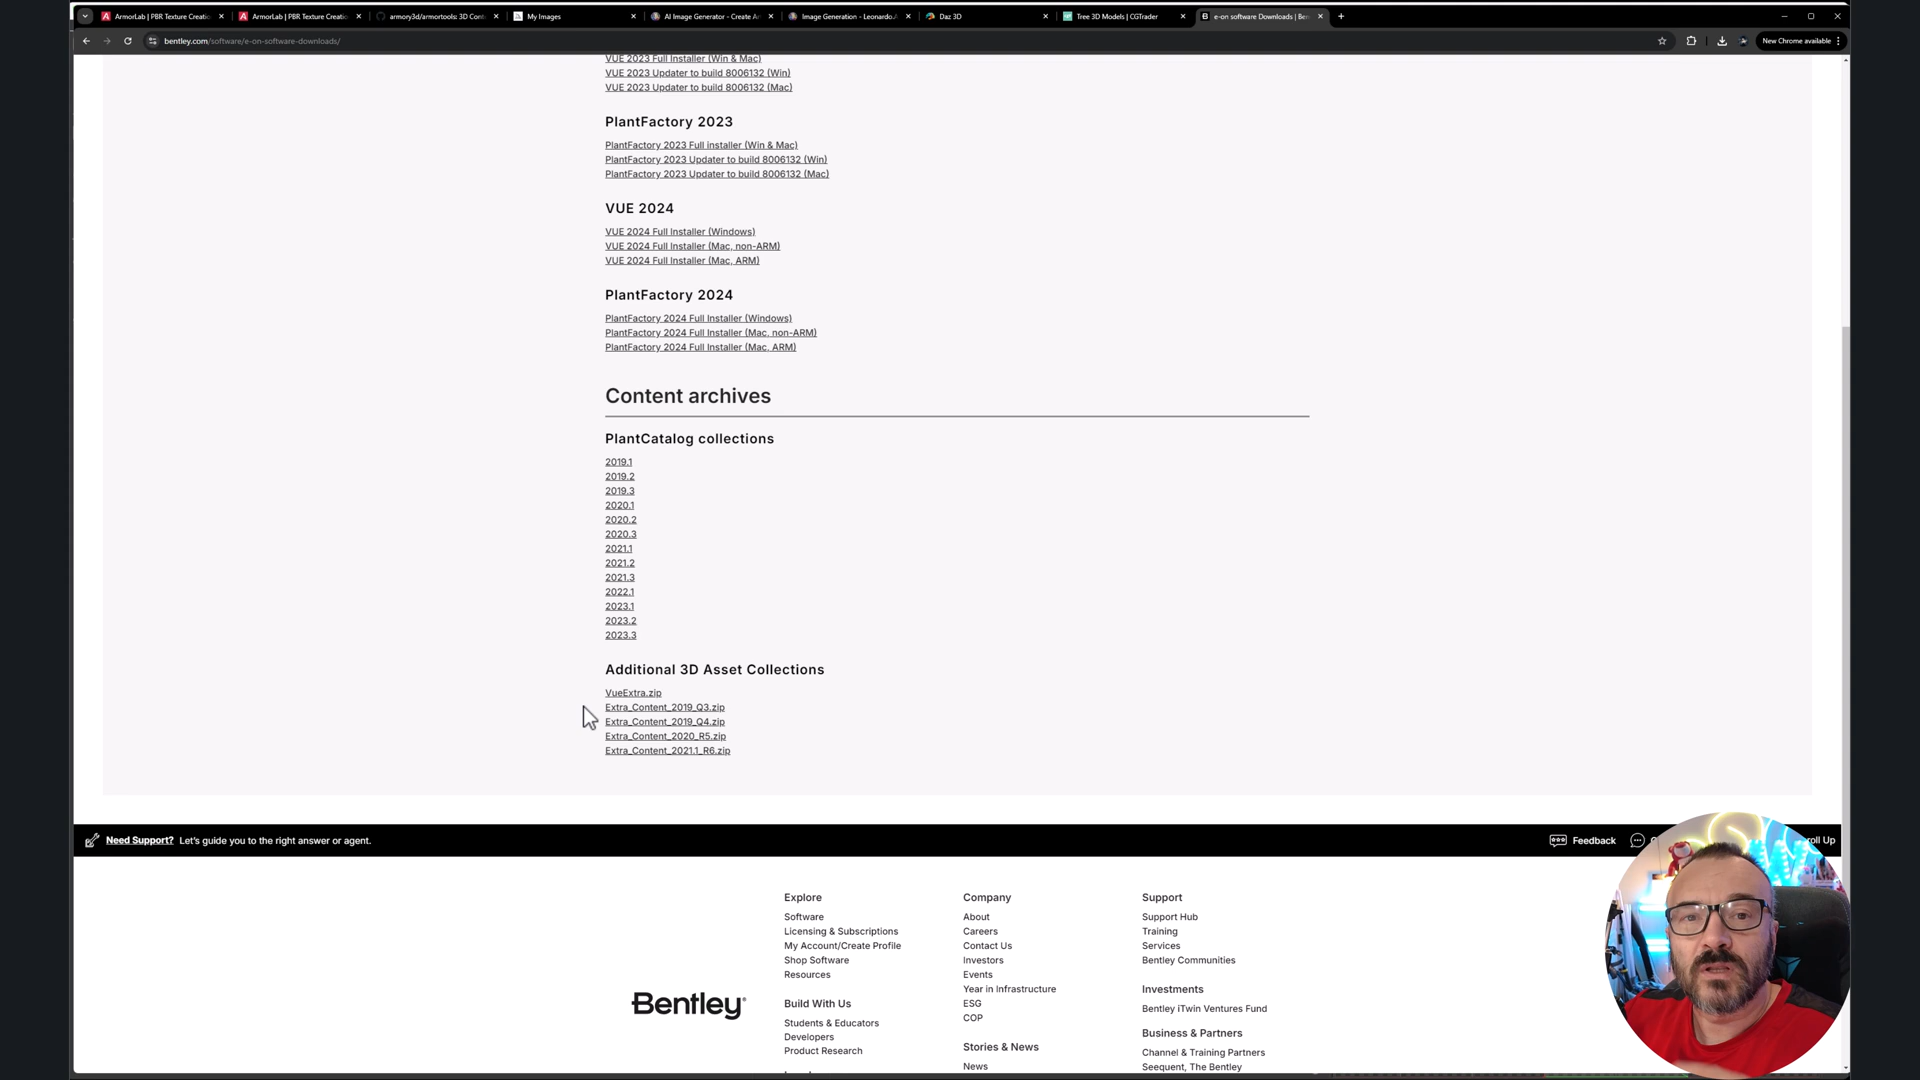 ArmorLab | PBR Texture Creatio
ArmorLab | PBR Texture Creatio
armory3d/armortools: 3D Cont
My Images
AI Image Generator - Create Ar
Image Generation - Leonardo.A
Daz 3D
Tree 3D Models | CGTrader
e-on software Downloads | Ben
bentley.com/software/e-on-software-downloads/
New Chrome available
VUE 2023 Full Installer (Win & Mac)
VUE 2023 Updater to build 8006132 (Win)
VUE 2023 Updater to build 8006132 (Mac)
PlantFactory 2023
PlantFactory 2023 Full installer (Win & Mac)
PlantFactory 2023 Updater to build 8006132 (Win)
PlantFactory 2023 Updater to build 8006132 (Mac)
VUE 2024
VUE 2024 Full Installer (Windows)
VUE 2024 Full Installer (Mac, non-ARM)
VUE 2024 Full Installer (Mac, ARM)
PlantFactory 2024
PlantFactory 2024 Full Installer (Windows)
PlantFactory 2024 Full Installer (Mac, non-ARM)
PlantFactory 2024 Full Installer (Mac, ARM)
Content archives
PlantCatalog collections
2019.1
2019.2
2019.3
2020.1
2020.2
2020.3
2021.1
2021.2
2021.3
2022.1
2023.1
2023.2
2023.3
Additional 3D Asset Collections
VueExtra.zip
Extra_Content_2019_Q3.zip
Extra_Content_2019_Q4.zip
Extra_Content_2020_R5.zip
Extra_Content_2021.1_R6.zip
Need Support? Let's guide you to the right answer or agent.
Feedback
roll Up
Explore
Software
Licensing & Subscriptions
My Account/Create Profile
Shop Software
Resources
Build With Us
Students & Educators
Developers
Product Research
Company
About
Careers
Contact Us
Investors
Events
Year in Infrastructure
ESG
COP
Stories & News
News
Support
Support Hub
Training
Services
Bentley Communities
Investments
Bentley iTwin Ventures Fund
Business & Partners
Channel & Training Partners
Seequent, The Bentley
Bentley